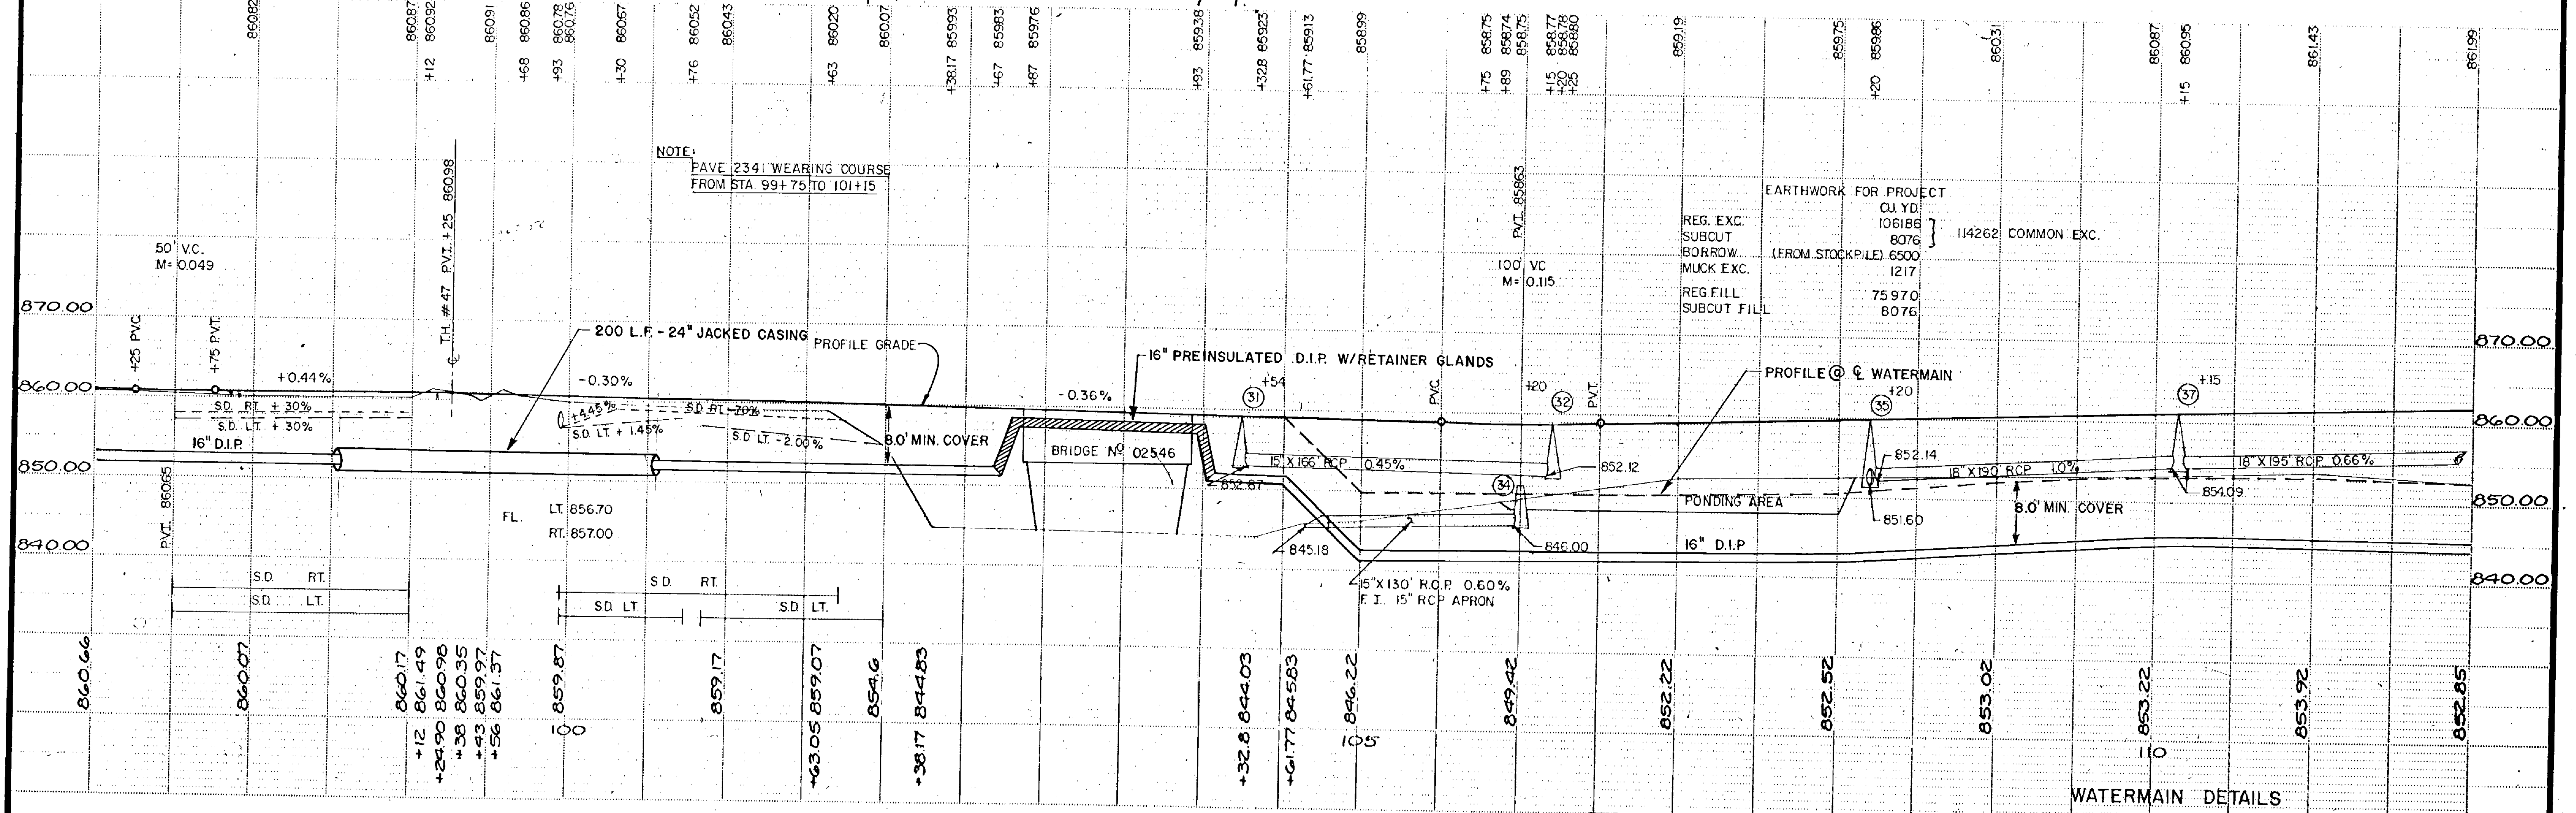 860.82
860.87
+12 860.92
860.91
+68 860.86
+93 860.78
860.76
+30 860.67
+76 860.52
860.43
+63 860.20
860.07
+38.17 859.93
+67 859.83
+87 859.76
+93 859.38
+32.8 859.23
+61.77 859.13
858.99
+75 858.75
+89 858.74
858.75
+15 858.77
+20 858.78
+25 858.80
859.19
859.75
+20 859.86
860.31
860.87
+15 860.95
861.43
861.99
NOTE:
PAVE 2341 WEARING COURSE
FROM STA. 99+75 TO 101+15
℄ T.H. #47 P.V.I. +25 860.98
P.V.I. 858.63
EARTHWORK FOR PROJECT
CU. YD.
REG. EXC. 106186
SUBCUT 8076
114262 COMMON EXC.
BORROW (FROM STOCKPILE) 6500
MUCK EXC. 1217
REG FILL 75970
SUBCUT FILL 8076
50' V.C.
M= 0.049
100' VC
M= 0.115
870.00
+25 PVC
+75 P.V.T.
200 L.F. - 24" JACKED CASING
PROFILE GRADE
16" PREINSULATED D.I.P. W/RETAINER GLANDS
870.00
PROFILE @ ℄ WATERMAIN
860.00
+0.44%
-0.30%
-0.36%
+54
31
PVC
+20
32
P.V.T.
+20
35
+15
37
860.00
S.D. RT. + 30%
S.D. LT. + 30%
+4.45%
S.D. RT -.70%
S.D. LT + 1.45%
S.D. LT -2.00%
8.0' MIN. COVER
16" D.I.P.
BRIDGE Nº 02546
15" X 166 RCP 0.45%
852.12
852.14
18" X 190 RCP 1.0%
18" X 195' RCP 0.66%
850.00
852.67
34
PONDING AREA
851.60
854.09
850.00
8.0' MIN. COVER
P.V.I. 860.65
FL.
LT. 856.70
RT. 857.00
840.00
845.18
846.00
16" D.I.P
15" X 130' R.C.P. 0.60%
F. I. 15" RCP APRON
840.00
S.D. RT.
S.D. LT.
S.D. RT.
S.D. LT.
S.D. LT.
860.66
860.07
860.17
+12 861.49
+24.90 860.98
+38 860.35
+43 859.97
+56 861.37
859.87
859.17
+63.05 859.07
854.6
+38.17 844.83
+32.8 844.03
+61.77 845.83
846.22
849.42
852.22
852.52
853.02
853.22
853.92
852.85
100
105
110
WATERMAIN DETAILS